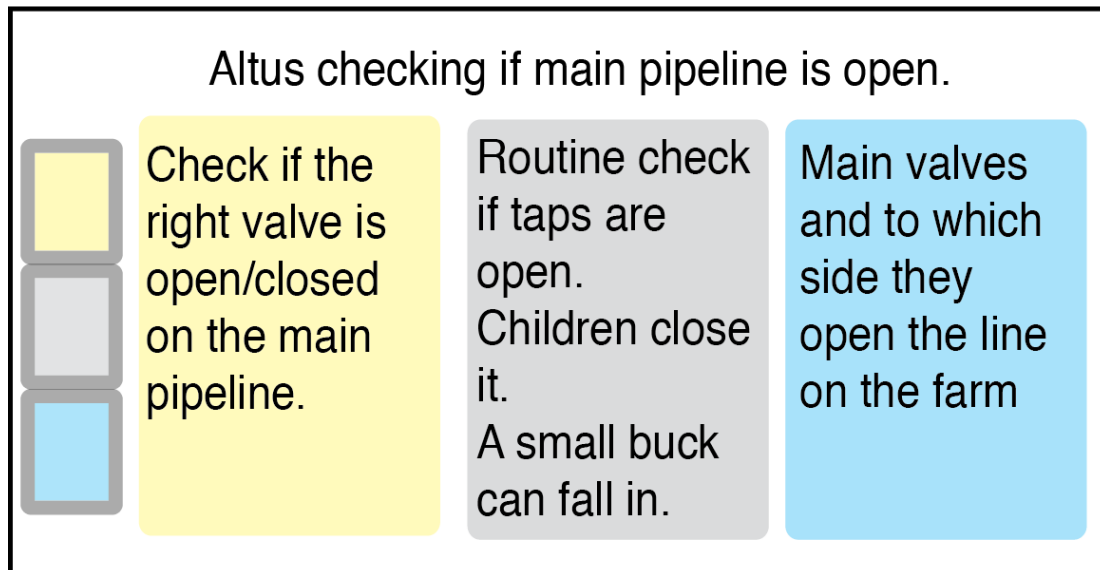 Altus checking if main pipeline is open.
Check if the
right valve is
open/closed
on the main
pipeline.
Routine check
if taps are
open.
Children close
it.
A small buck
can fall in.
Main valves
and to which
side they
open the line
on the farm